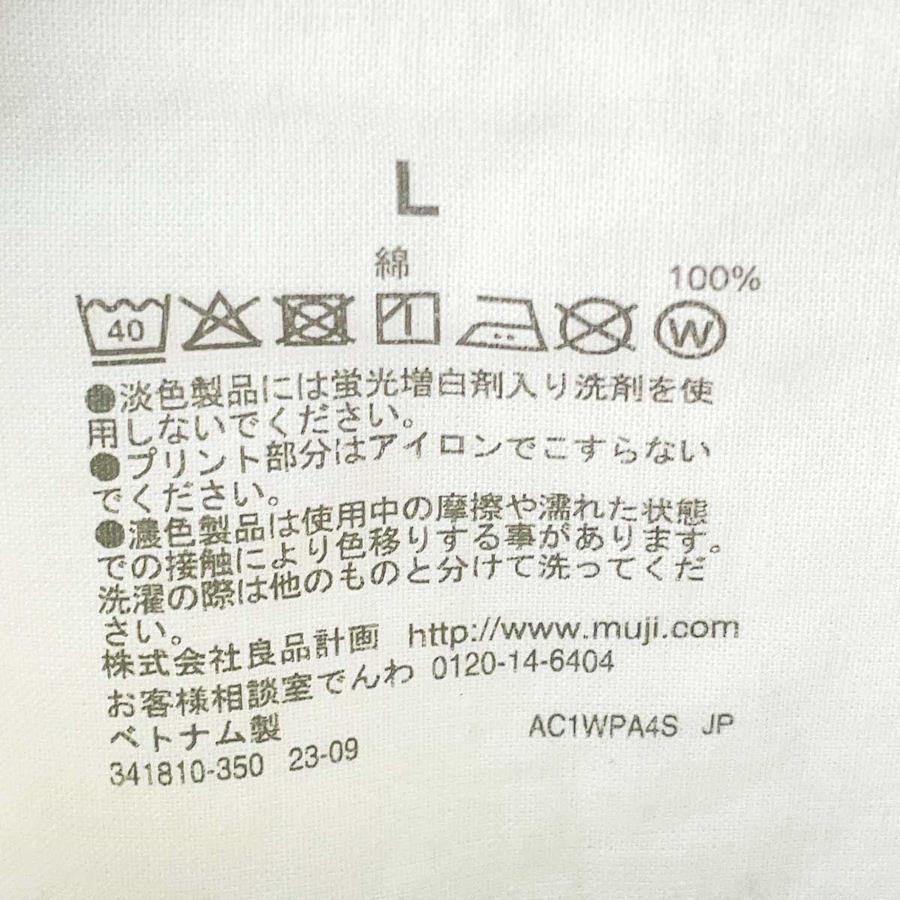 L
綿 100%
40 W
●淡色製品には蛍光増白剤入り洗剤を使
用しないでください。
●プリント部分はアイロンでこすらない
でください。
●濃色製品は使用中の摩擦や濡れた状態
での接触により色移りする事があります。
洗濯の際は他のものと分けて洗ってくだ
さい。
株式会社良品計画 http://www.muji.com
お客様相談室でんわ 0120-14-6404
ベトナム製 AC1WPA4S JP
341810-350 23-09